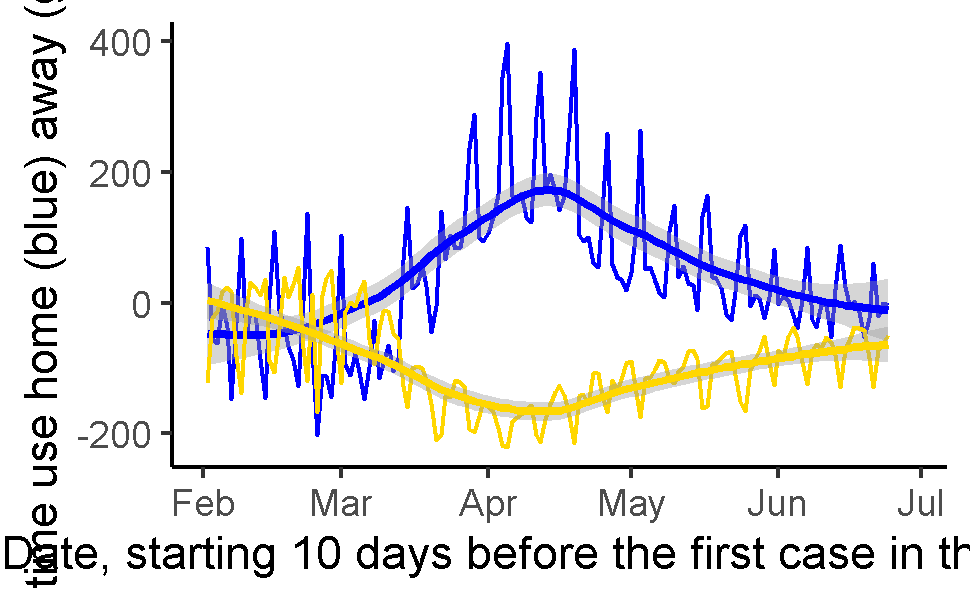 time use home (blue) away (
400
200
0
-200
Feb Mar Apr May Jun Jul
Date, starting 10 days before the first case in th